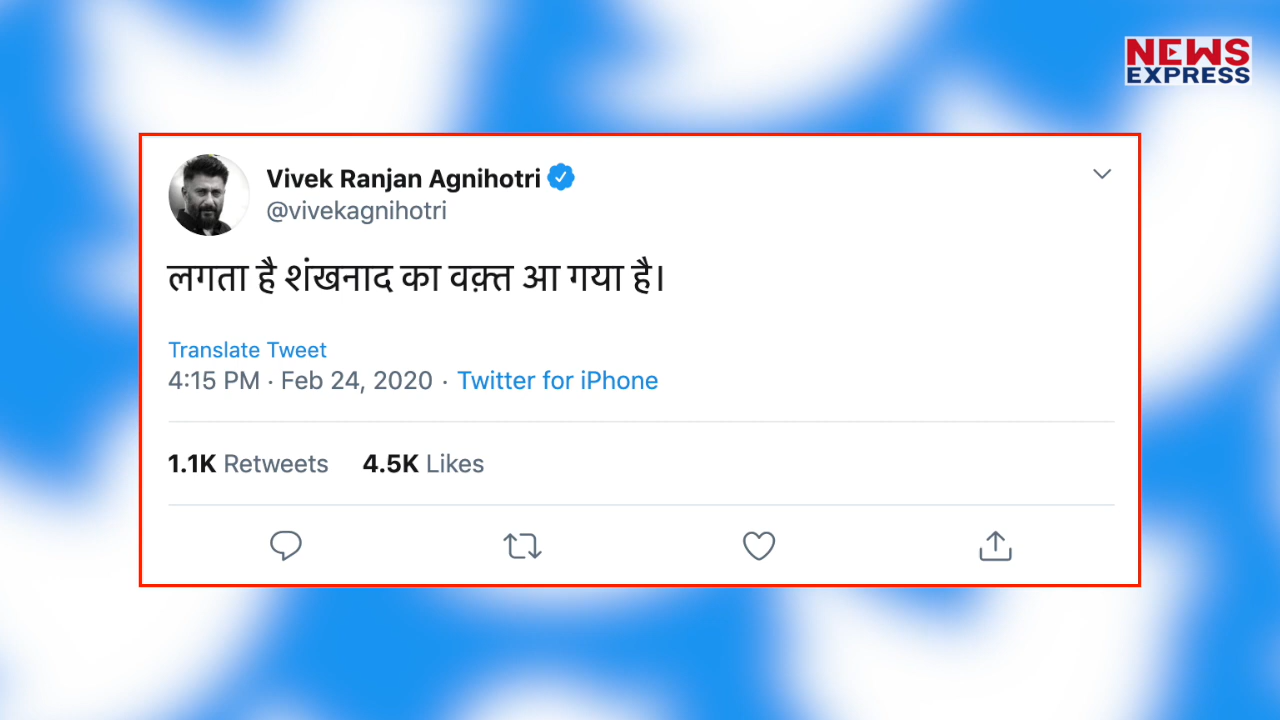 NEWS
EXPRESS
Vivek Ranjan Agnihotri
@vivekagnihotri
लगता है शंखनाद का वक़्त आ गया है।
Translate Tweet
4:15 PM · Feb 24, 2020 · Twitter for iPhone
1.1K Retweets 4.5K Likes